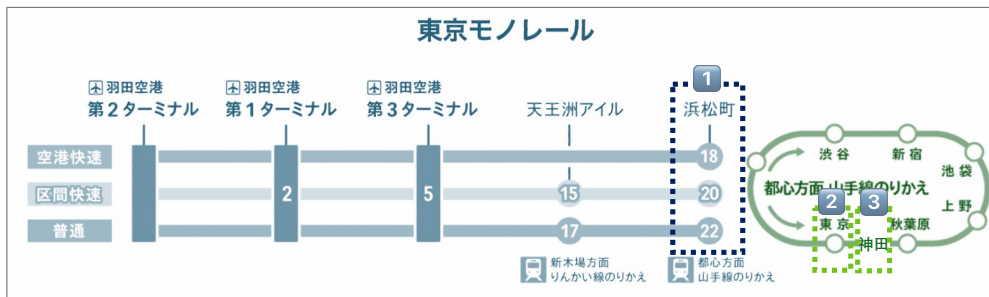 東京モノレール
羽田空港
第2ターミナル
羽田空港
第1ターミナル
羽田空港
第3ターミナル
天王洲アイル
1
浜松町
空港快速
18
区間快速
2
5
15
20
普通
17
22
新木場方面
りんかい線のりかえ
都心方面
山手線のりかえ
渋谷
新宿
池袋
都心方面 山手線のりかえ
上野
2
3
東京
神田
秋葉原